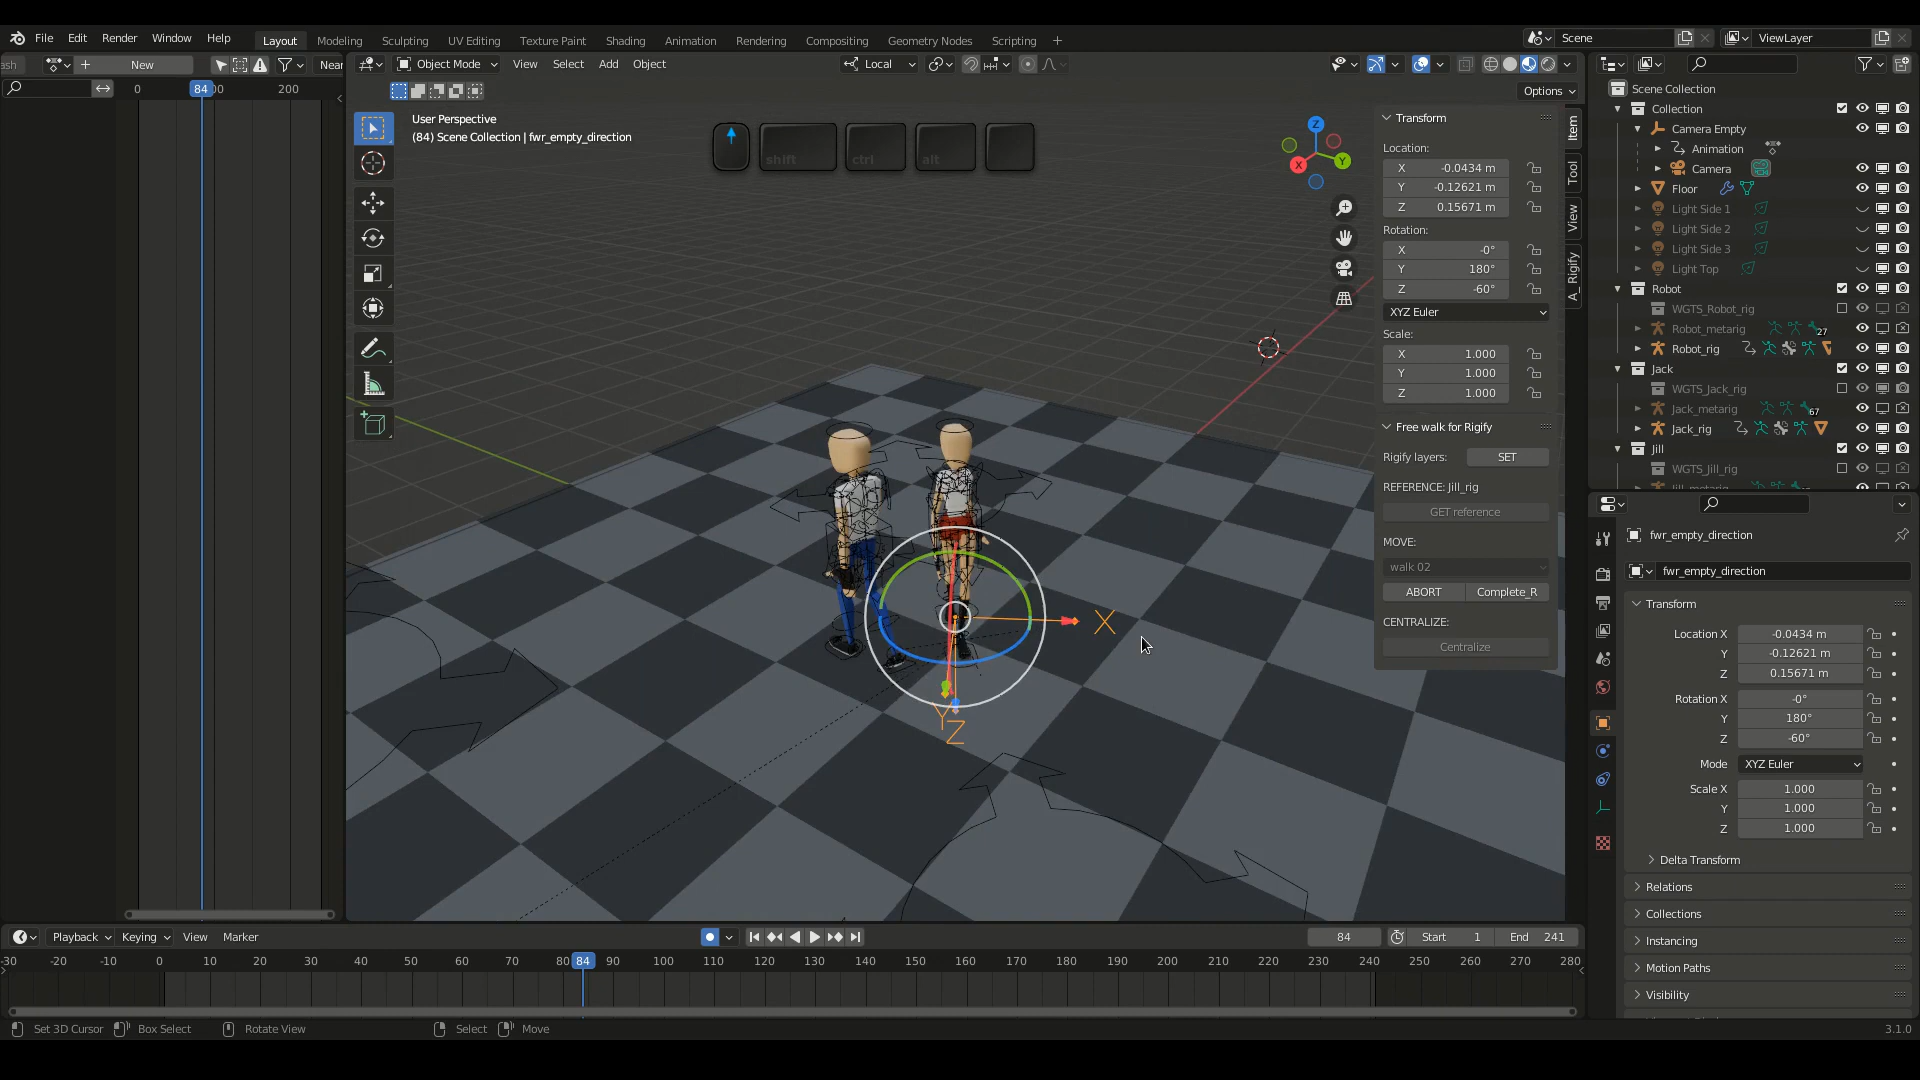 File Edit Render Window Help
Layout Modeling Sculpting UV Editing Texture Paint Shading Animation Rendering Compositing Geometry Nodes Scripting +
Scene
ViewLayer
New
Near
84
0 200
Object Mode View Select Add Object
Local
Options
User Perspective
(84) Scene Collection | fwr_empty_direction
shift ctrl alt
Z
Y
X
X
Y
Z
Item
Tool
View
A_Rigify
Transform
Location:
X -0.0434 m
Y -0.12621 m
Z 0.15671 m
Rotation:
X -0°
Y 180°
Z -60°
XYZ Euler
Scale:
X 1.000
Y 1.000
Z 1.000
Free walk for Rigify
Rigify layers: SET
REFERENCE: Jill_rig
GET reference
MOVE:
walk 02
ABORT Complete_R
CENTRALIZE:
Centralize
Scene Collection
Collection
Camera Empty
Animation
Camera
Floor
Light Side 1
Light Side 2
Light Side 3
Light Top
Robot
WGTS_Robot_rig
Robot_metarig 27
Robot_rig
Jack
WGTS_Jack_rig
Jack_metarig 67
Jack_rig
Jill
WGTS_Jill_rig
fwr_empty_direction
fwr_empty_direction
Transform
Location X -0.0434 m
Y -0.12621 m
Z 0.15671 m
Rotation X -0°
Y 180°
Z -60°
Mode XYZ Euler
Scale X 1.000
Y 1.000
Z 1.000
Delta Transform
Relations
Collections
Instancing
Motion Paths
Visibility
Playback Keying View Marker
84 Start 1 End 241
-30 -20 -10 0 10 20 30 40 50 60 70 80 84 90 100 110 120 130 140 150 160 170 180 190 200 210 220 230 240 250 260 270 280
Set 3D Cursor Box Select Rotate View Select Move
3.1.0